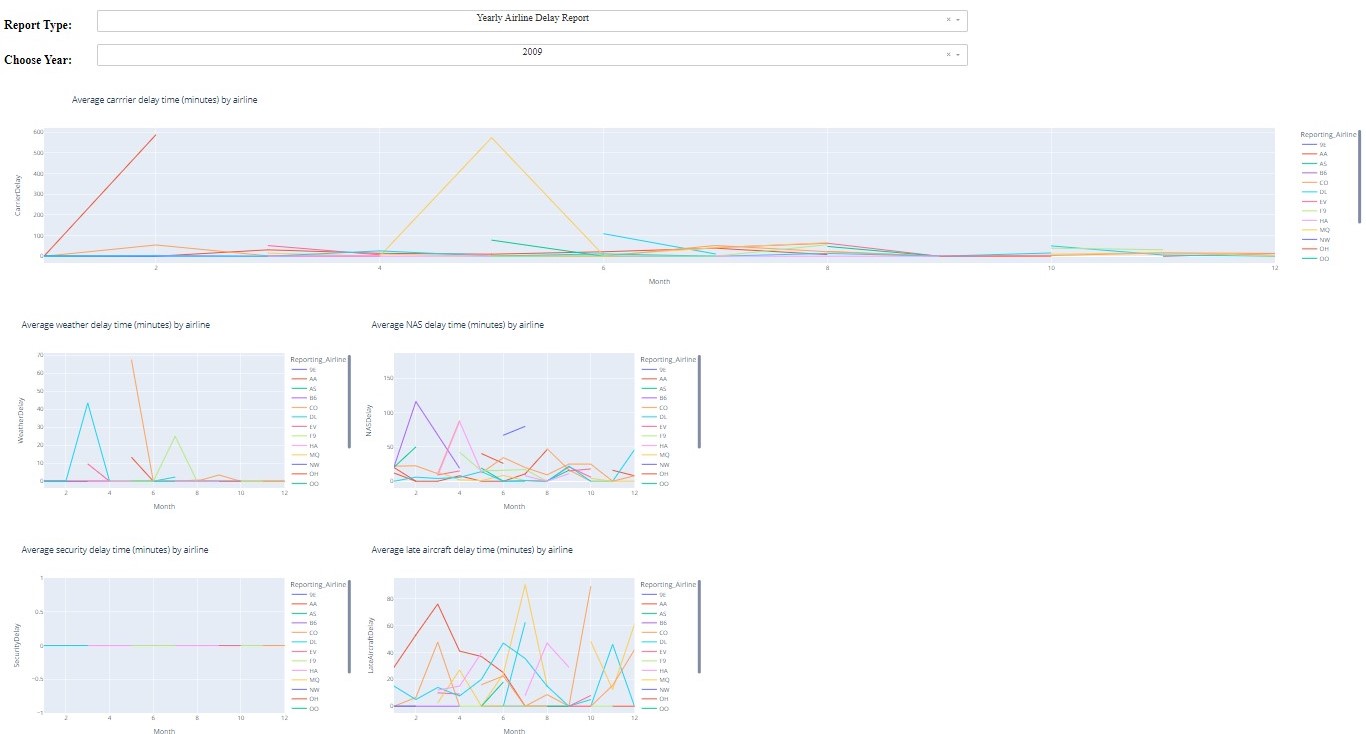 Report Type:
Yearly Airline Delay Report
Choose Year:
2009
Average carrrier delay time (minutes) by airline
CarrierDelay
600
500
400
300
200
100
0
2
4
6
8
10
12
Month
Reporting_Airline
9E
AA
AS
B6
CO
DL
EV
F9
HA
MQ
NW
OH
OO
Average weather delay time (minutes) by airline
WeatherDelay
70
60
50
40
30
20
10
0
2
4
6
8
10
12
Month
Reporting_Airline
9E
AA
AS
B6
CO
DL
EV
F9
HA
MQ
NW
OH
OO
Average NAS delay time (minutes) by airline
NASDelay
150
100
50
0
2
4
6
8
10
12
Month
Reporting_Airline
9E
AA
AS
B6
CO
DL
EV
F9
HA
MQ
NW
OH
OO
Average security delay time (minutes) by airline
SecurityDelay
1
0.5
0
−0.5
−1
2
4
6
8
10
12
Month
Reporting_Airline
9E
AA
AS
B6
CO
DL
EV
F9
HA
MQ
NW
OH
OO
Average late aircraft delay time (minutes) by airline
LateAircraftDelay
80
60
40
20
0
2
4
6
8
10
12
Month
Reporting_Airline
9E
AA
AS
B6
CO
DL
EV
F9
HA
MQ
NW
OH
OO